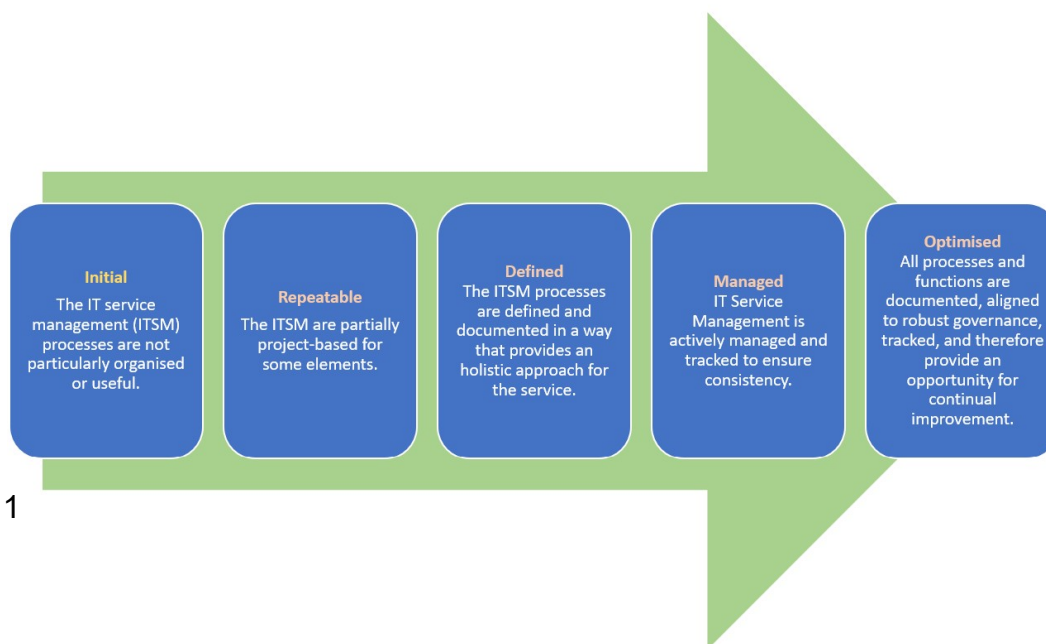 Initial
The IT service
management (ITSM)
processes are not
particularly organised
or useful.
Repeatable
The ITSM are partially
project-based for
some elements.
Defined
The ITSM processes
are defined and
documented in a way
that provides an
holistic approach for
the service.
Managed
IT Service
Management is
actively managed and
tracked to ensure
consistency.
Optimised
All processes and
functions are
documented, aligned
to robust governance,
tracked, and therefore
provide an
opportunity for
continual
improvement.
1